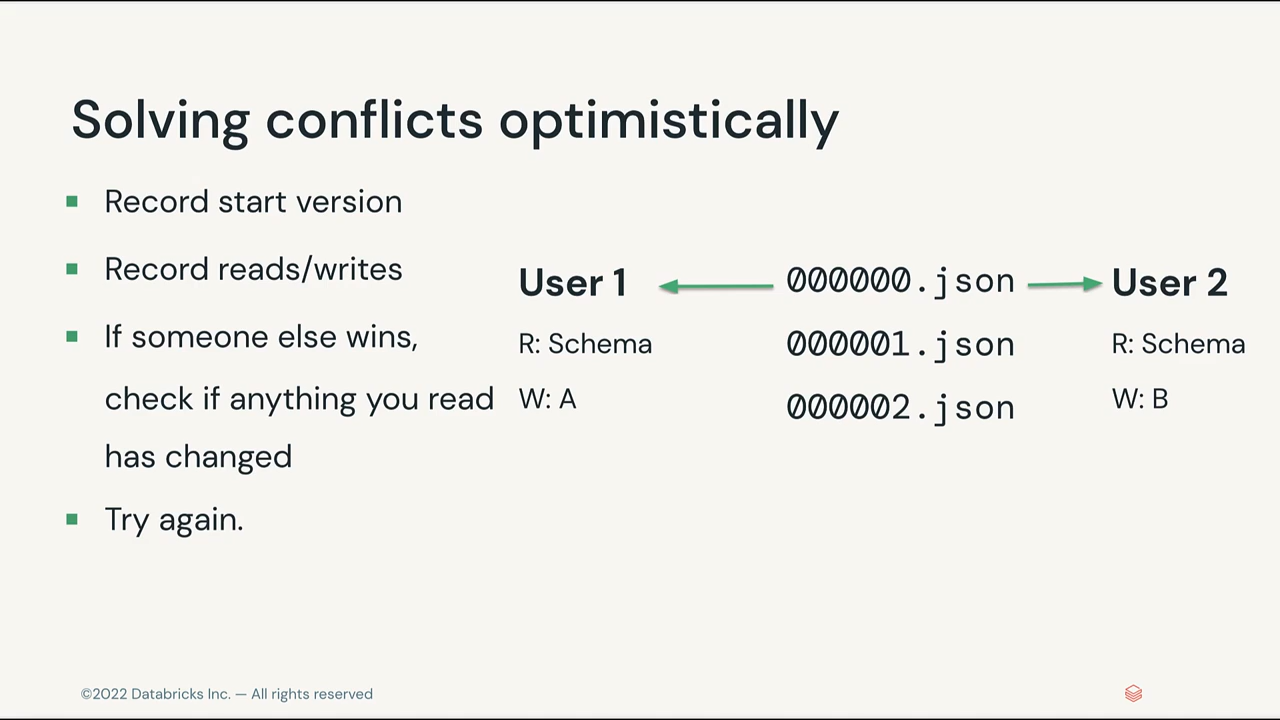 Solving conflicts optimistically
Record start version
Record reads/writes
If someone else wins,
check if anything you read
has changed
Try again.
User 1
R: Schema
W: A
000000.json
000001.json
000002.json
User 2
R: Schema
W: B
©2022 Databricks Inc. — All rights reserved